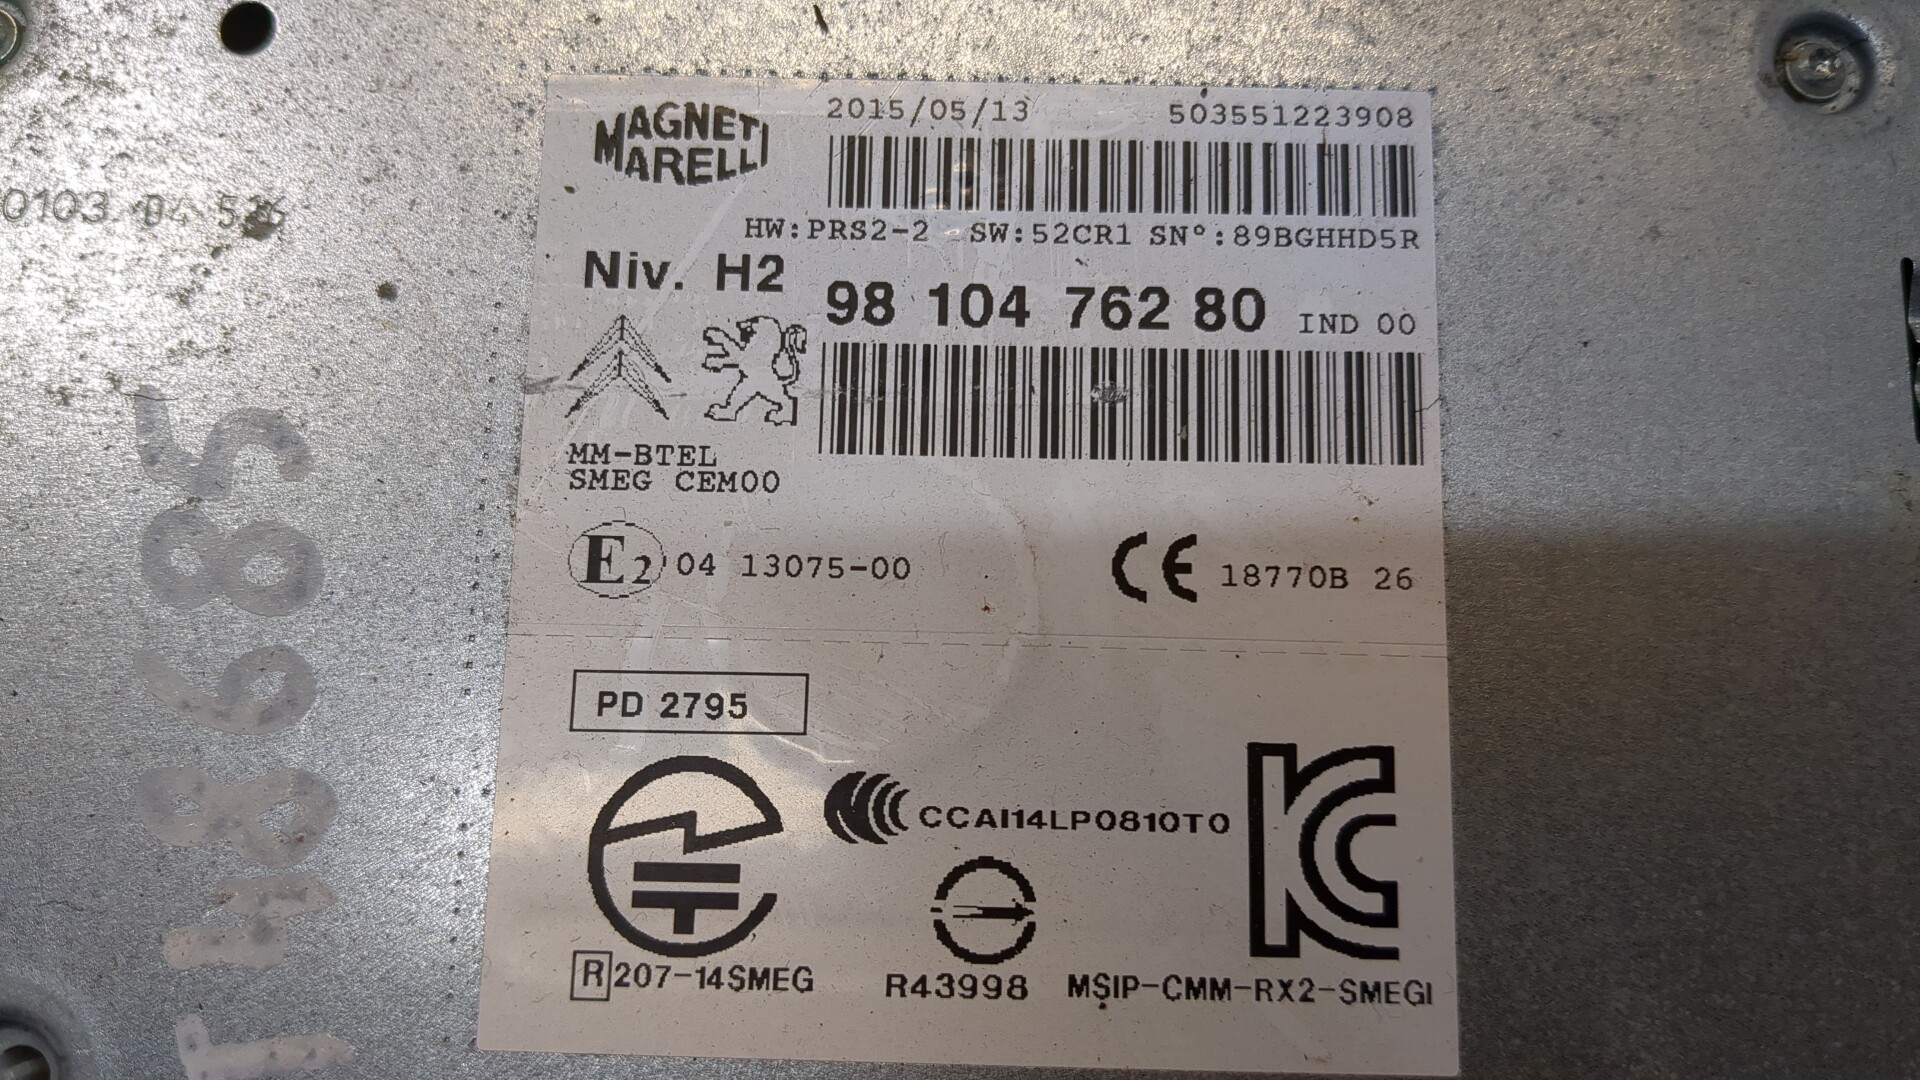 MAGNETI
MARELLI
2015/05/13 503551223908
HW:PRS2-2 SW:52CR1 SN°:89BGHHD5R
Niv. H2
98 104 762 80 IND 00
MM-BTEL
SMEG CEM00
E2 04 13075-00
CE 18770B 26
PD 2795
CCAI14LP0810T0
R 207-14SMEG
R43998
MSIP-CMM-RX2-SMEGI
0103 04